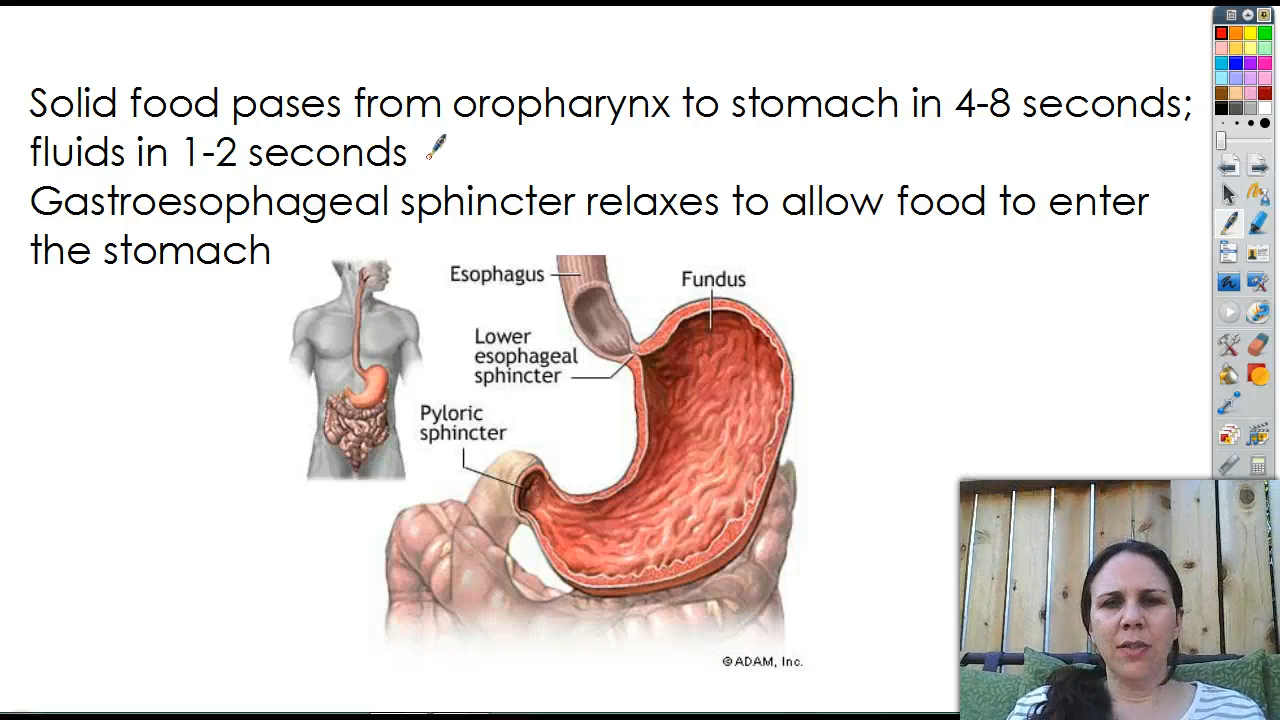 Solid food pases from oropharynx to stomach in 4-8 seconds;
fluids in 1-2 seconds
Gastroesophageal sphincter relaxes to allow food to enter
the stomach
Esophagus
Fundus
Lower
esophageal
sphincter
Pyloric
sphincter
©ADAM, Inc.